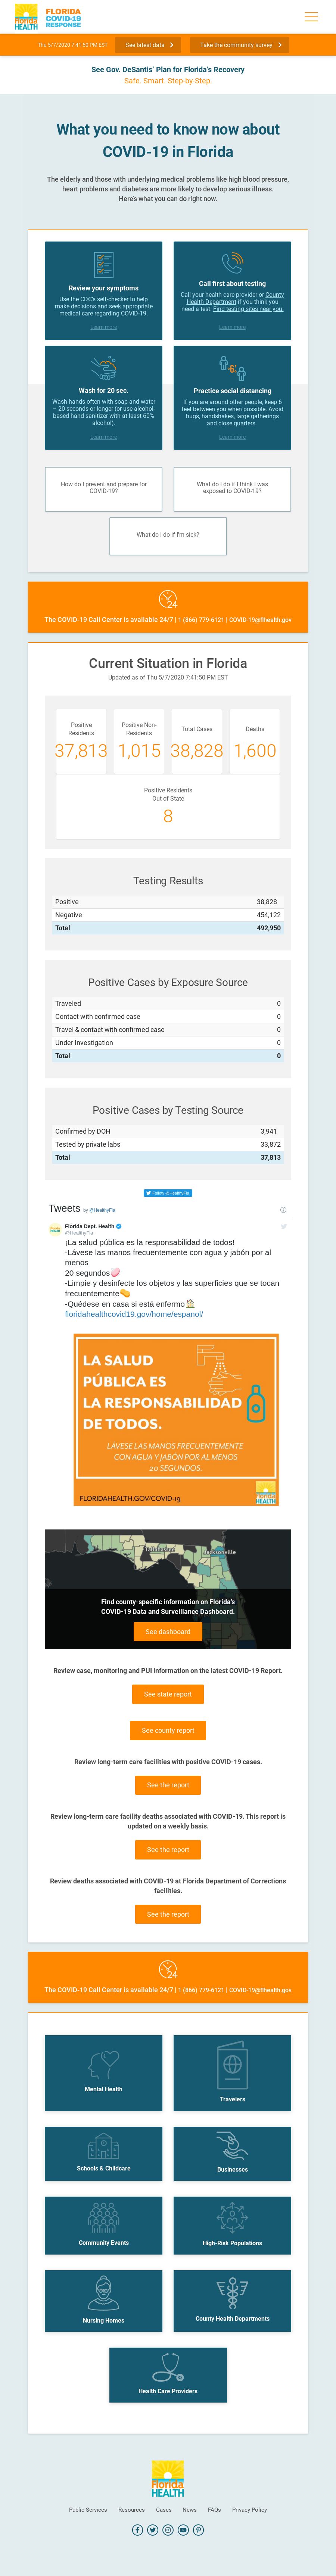 FLORIDA HEALTH
FLORIDA
COVID-19
RESPONSE
Thu 5/7/2020 7:41:50 PM EST
See latest data
Take the community survey
See Gov. DeSantis' Plan for Florida's Recovery
Safe. Smart. Step-by-Step.
What you need to know now about
COVID-19 in Florida
The elderly and those with underlying medical problems like high blood pressure,
heart problems and diabetes are more likely to develop serious illness.
Here's what you can do right now.
Review your symptoms
Use the CDC's self-checker to help
make decisions and seek appropriate
medical care regarding COVID-19.
Learn more
Call first about testing
Call your health care provider or County
Health Department if you think you
need a test. Find testing sites near you.
Learn more
Wash for 20 sec.
Wash hands often with soap and water
– 20 seconds or longer (or use alcohol-
based hand sanitizer with at least 60%
alcohol).
Learn more
6'
Practice social distancing
If you are around other people, keep 6
feet between you when possible. Avoid
hugs, handshakes, large gatherings
and close quarters.
Learn more
How do I prevent and prepare for
COVID-19?
What do I do if I think I was
exposed to COVID-19?
What do I do if I'm sick?
24
The COVID-19 Call Center is available 24/7 | 1 (866) 779-6121 | COVID-19@flhealth.gov
Current Situation in Florida
Updated as of Thu 5/7/2020 7:41:50 PM EST
Positive
Residents
37,813
Positive Non-
Residents
1,015
Total Cases
38,828
Deaths
1,600
Positive Residents
Out of State
8
Testing Results
Positive 38,828
Negative 454,122
Total 492,950
Positive Cases by Exposure Source
Traveled 0
Contact with confirmed case 0
Travel & contact with confirmed case 0
Under Investigation 0
Total 0
Positive Cases by Testing Source
Confirmed by DOH 3,941
Tested by private labs 33,872
Total 37,813
Follow @HealthyFla
Tweets by @HealthyFla
Florida Dept. Health
@HealthyFla
¡La salud pública es la responsabilidad de todos!
-Lávese las manos frecuentemente con agua y jabón por al
menos
20 segundos🧼
-Limpie y desinfecte los objetos y las superficies que se tocan
frecuentemente🧽
-Quédese en casa si está enfermo🏡
floridahealthcovid19.gov/home/espanol/
LA SALUD
PÚBLICA ES
LA
RESPONSABILIDAD
DE TODOS.
LÁVESE LAS MANOS FRECUENTEMENTE
CON AGUA Y JABÓN POR AL MENOS
20 SEGUNDOS.
FLORIDAHEALTH.GOV/COVID-19
FLORIDA HEALTH
Tallahassee
Jacksonville
Find county-specific information on Florida's
COVID-19 Data and Surveillance Dashboard.
See dashboard
Review case, monitoring and PUI information on the latest COVID-19 Report.
See state report
See county report
Review long-term care facilities with positive COVID-19 cases.
See the report
Review long-term care facility deaths associated with COVID-19. This report is
updated on a weekly basis.
See the report
Review deaths associated with COVID-19 at Florida Department of Corrections
facilities.
See the report
24
The COVID-19 Call Center is available 24/7 | 1 (866) 779-6121 | COVID-19@flhealth.gov
Mental Health
Travelers
Schools & Childcare
Businesses
Community Events
High-Risk Populations
Nursing Homes
County Health Departments
Health Care Providers
Florida
HEALTH
Public Services Resources Cases News FAQs Privacy Policy